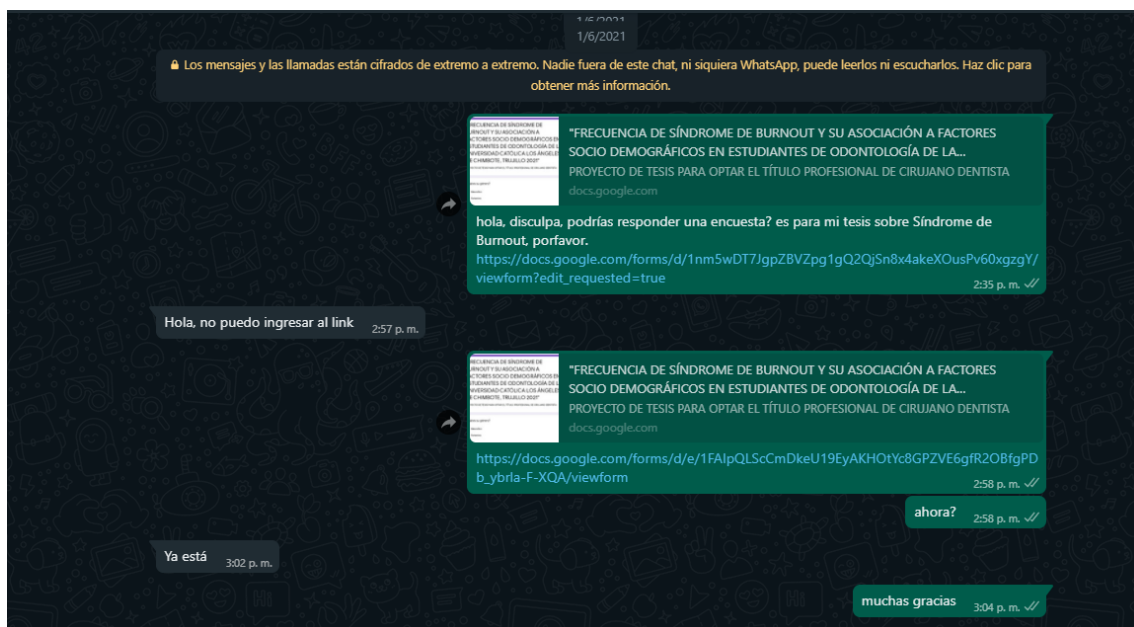 1/6/2021
1/6/2021
Los mensajes y las llamadas están cifrados de extremo a extremo. Nadie fuera de este chat, ni siquiera WhatsApp, puede leerlos ni escucharlos. Haz clic para
obtener más información.
"FRECUENCIA DE SÍNDROME DE BURNOUT Y SU ASOCIACIÓN A FACTORES
SOCIO DEMOGRÁFICOS EN ESTUDIANTES DE ODONTOLOGÍA DE LA...
PROYECTO DE TESIS PARA OPTAR EL TÍTULO PROFESIONAL DE CIRUJANO DENTISTA
docs.google.com
hola, disculpa, podrías responder una encuesta? es para mi tesis sobre Síndrome de
Burnout, porfavor.
https://docs.google.com/forms/d/1nm5wDT7JgpZBVZpg1gQ2QjSn8x4akeXOusPv60xgzgY/
viewform?edit_requested=true
2:35 p. m.
Hola, no puedo ingresar al link 2:57 p. m.
"FRECUENCIA DE SÍNDROME DE BURNOUT Y SU ASOCIACIÓN A FACTORES
SOCIO DEMOGRÁFICOS EN ESTUDIANTES DE ODONTOLOGÍA DE LA...
PROYECTO DE TESIS PARA OPTAR EL TÍTULO PROFESIONAL DE CIRUJANO DENTISTA
docs.google.com
https://docs.google.com/forms/d/e/1FAIpQLScCmDkeU19EyAKHOtYc8GPZVE6gfR2OBfgPD
b_ybrla-F-XQA/viewform
2:58 p. m.
ahora? 2:58 p. m.
Ya está 3:02 p. m.
muchas gracias 3:04 p. m.